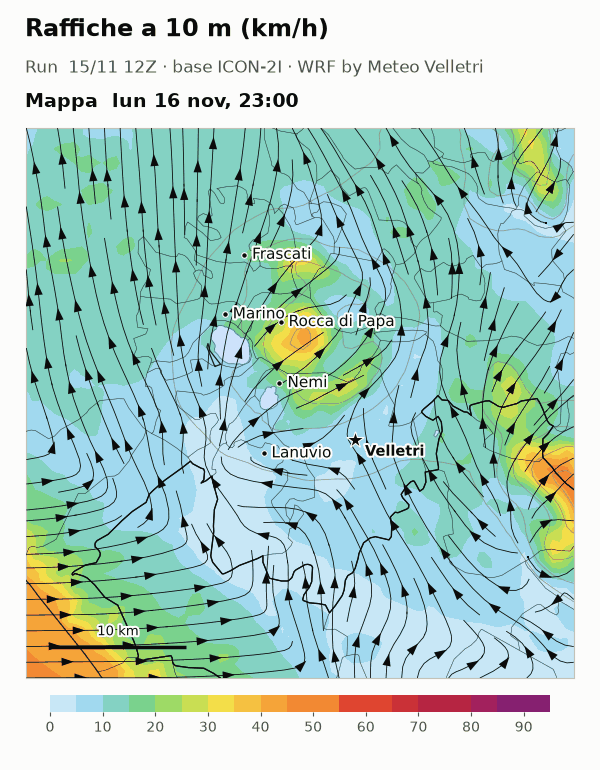 Raffiche a 10 m (km/h)
Run  15/11 12Z · base ICON-2I · WRF by Meteo Velletri
Mappa  lun 16 nov, 23:00
Frascati
Marino
Rocca di Papa
Nemi
Lanuvio
Velletri
10 km
0 10 20 30 40 50 60 70 80 90